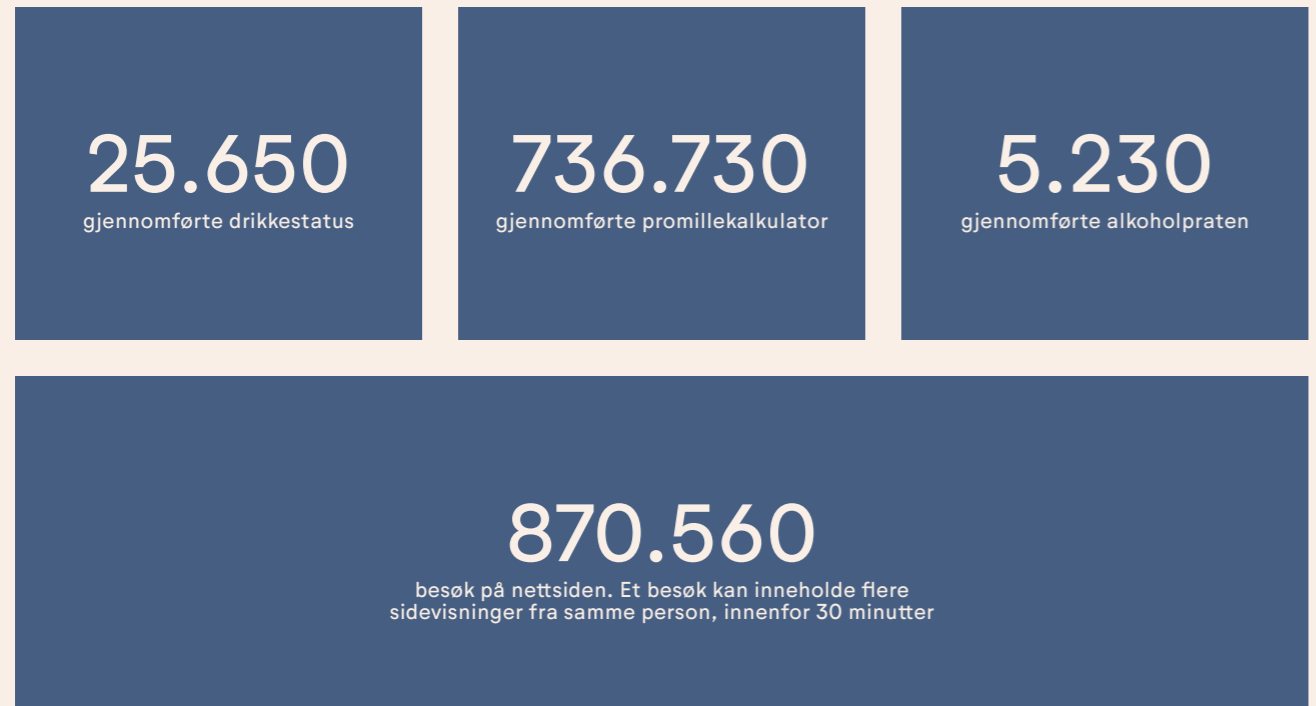 25.650
gjennomførte drikkestatus
736.730
gjennomførte promillekalkulator
5.230
gjennomførte alkoholpraten
870.560
besøk på nettsiden. Et besøk kan inneholde flere
sidevisninger fra samme person, innenfor 30 minutter